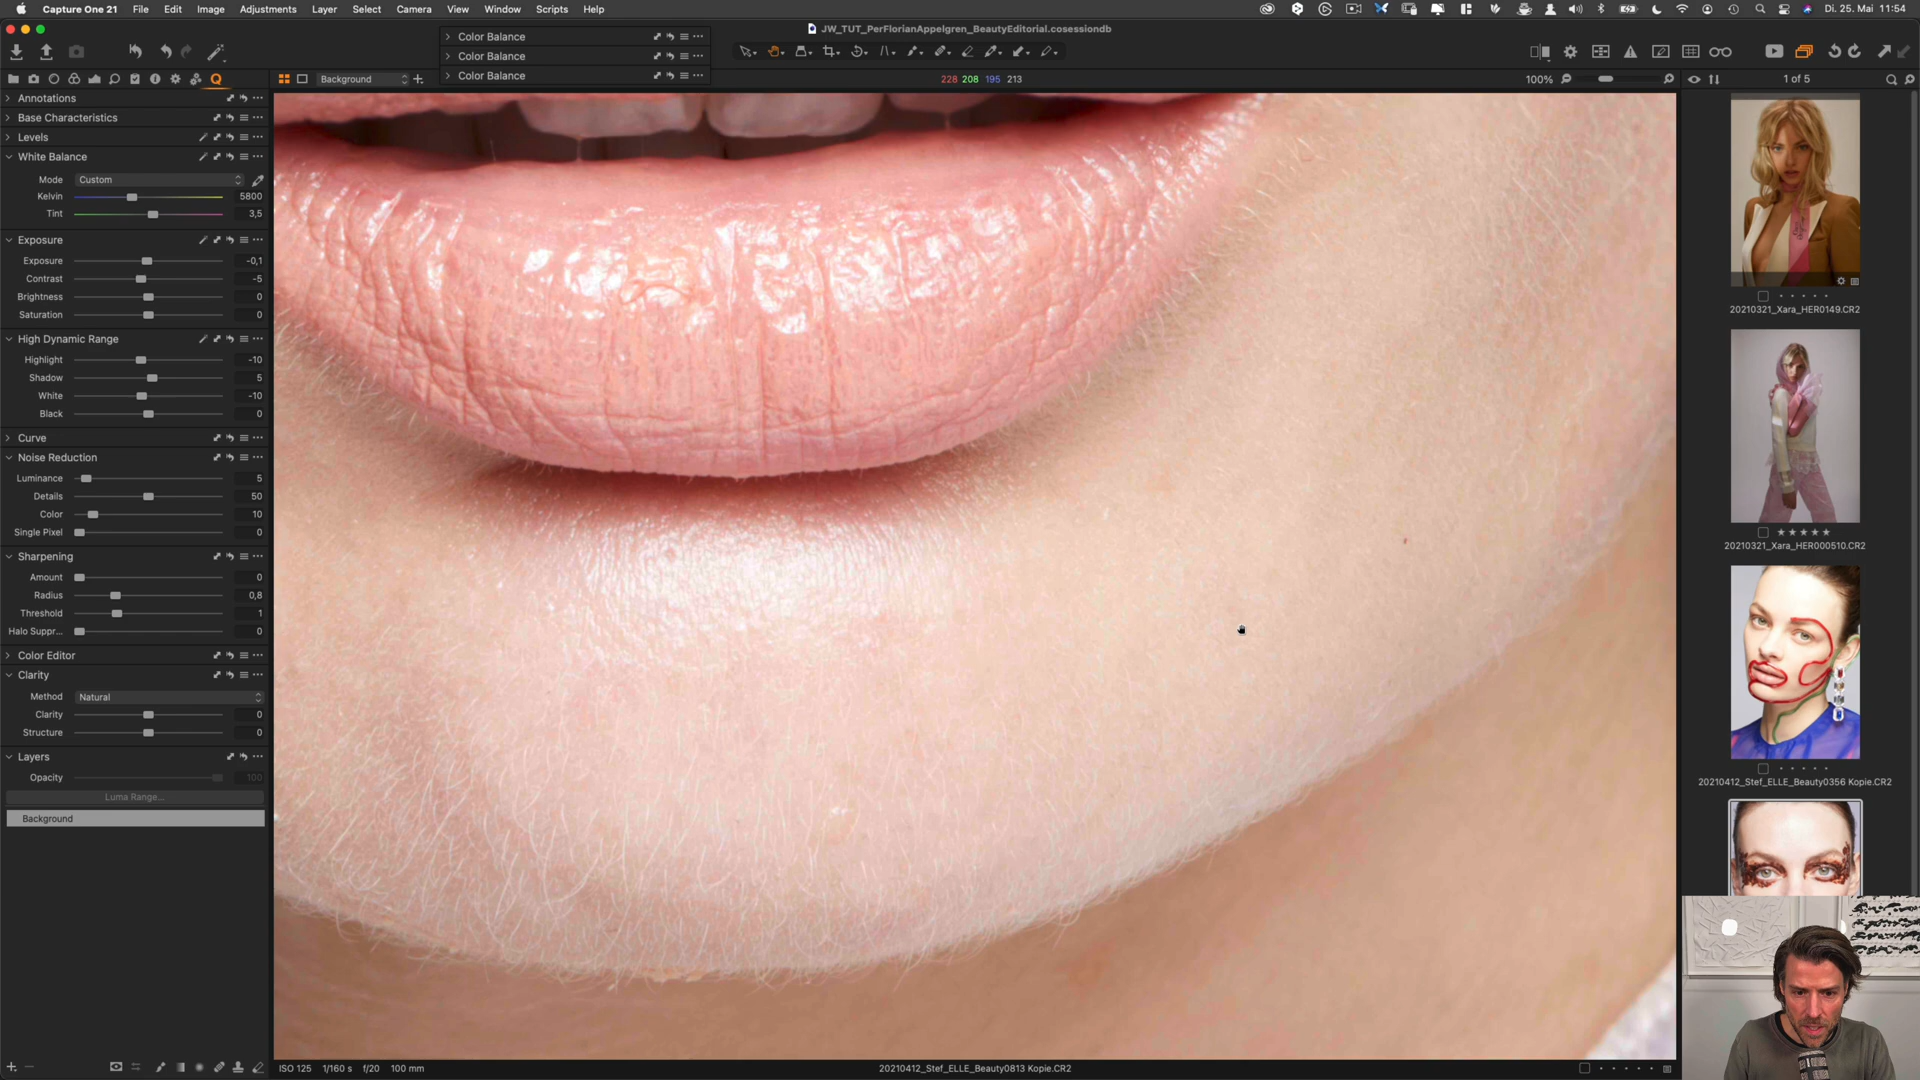 Capture One 21 File Edit Image Adjustments Layer Select Camera View Window Scripts Help
Di. 25. Mai 11:54
JW_TUT_PerFlorianAppelgren_BeautyEditorial.cosessiondb
Color Balance
Color Balance
Color Balance
Background
228 208 195 213
100%
1 of 5
Annotations
Base Characteristics
Levels
White Balance
Mode Custom
Kelvin 5800
Tint 3,5
Exposure
Exposure -0,1
Contrast -5
Brightness 0
Saturation 0
High Dynamic Range
Highlight -10
Shadow 5
White -10
Black 0
Curve
Noise Reduction
Luminance 5
Details 50
Color 10
Single Pixel 0
Sharpening
Amount 0
Radius 0,8
Threshold 1
Halo Suppr... 0
Color Editor
Clarity
Method Natural
Clarity 0
Structure 0
Layers
Opacity 100
Luma Range...
Background
20210321_Xara_HER0149.CR2
20210321_Xara_HER000510.CR2
20210412_Stef_ELLE_Beauty0356 Kopie.CR2
ISO 125 1/160 s f/20 100 mm
20210412_Stef_ELLE_Beauty0813 Kopie.CR2